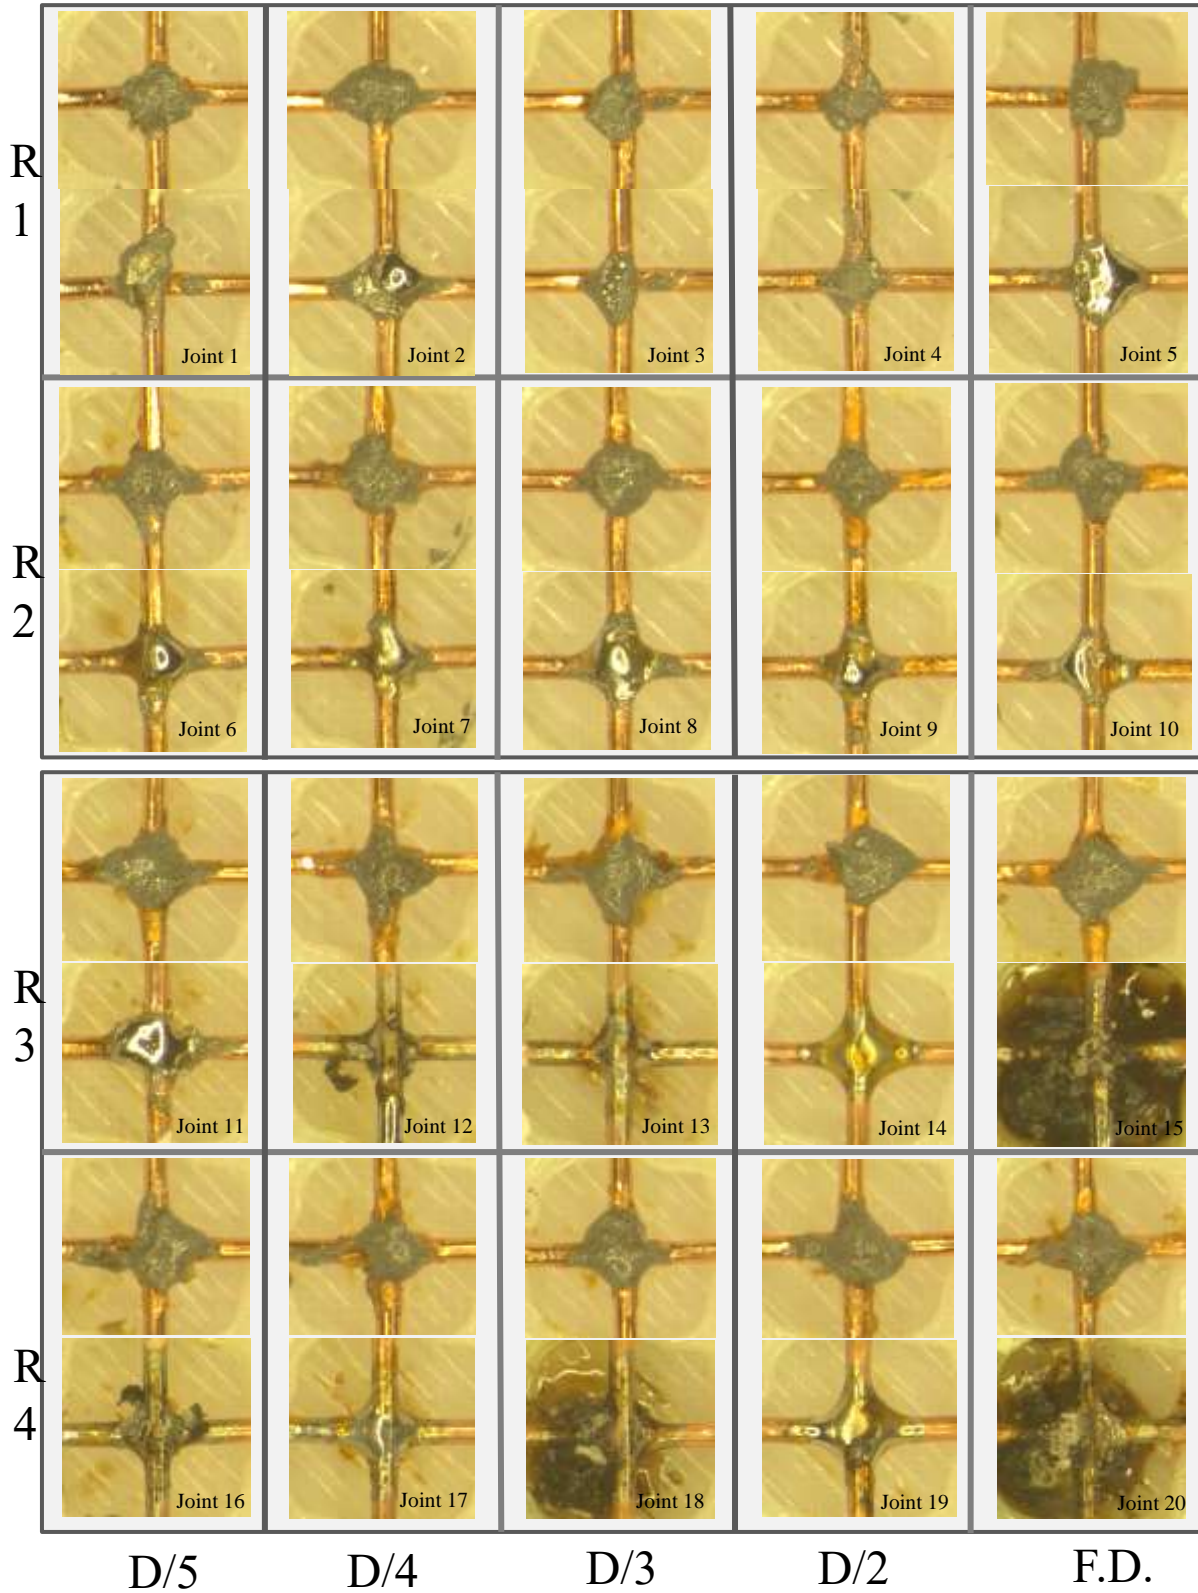 R
1
Joint 1
Joint 2
Joint 3
Joint 4
Joint 5
R
2
Joint 6
Joint 7
Joint 8
Joint 9
Joint 10
R
3
Joint 11
Joint 12
Joint 13
Joint 14
Joint 15
R
4
Joint 16
Joint 17
Joint 18
Joint 19
Joint 20
D/5
D/4
D/3
D/2
F.D.